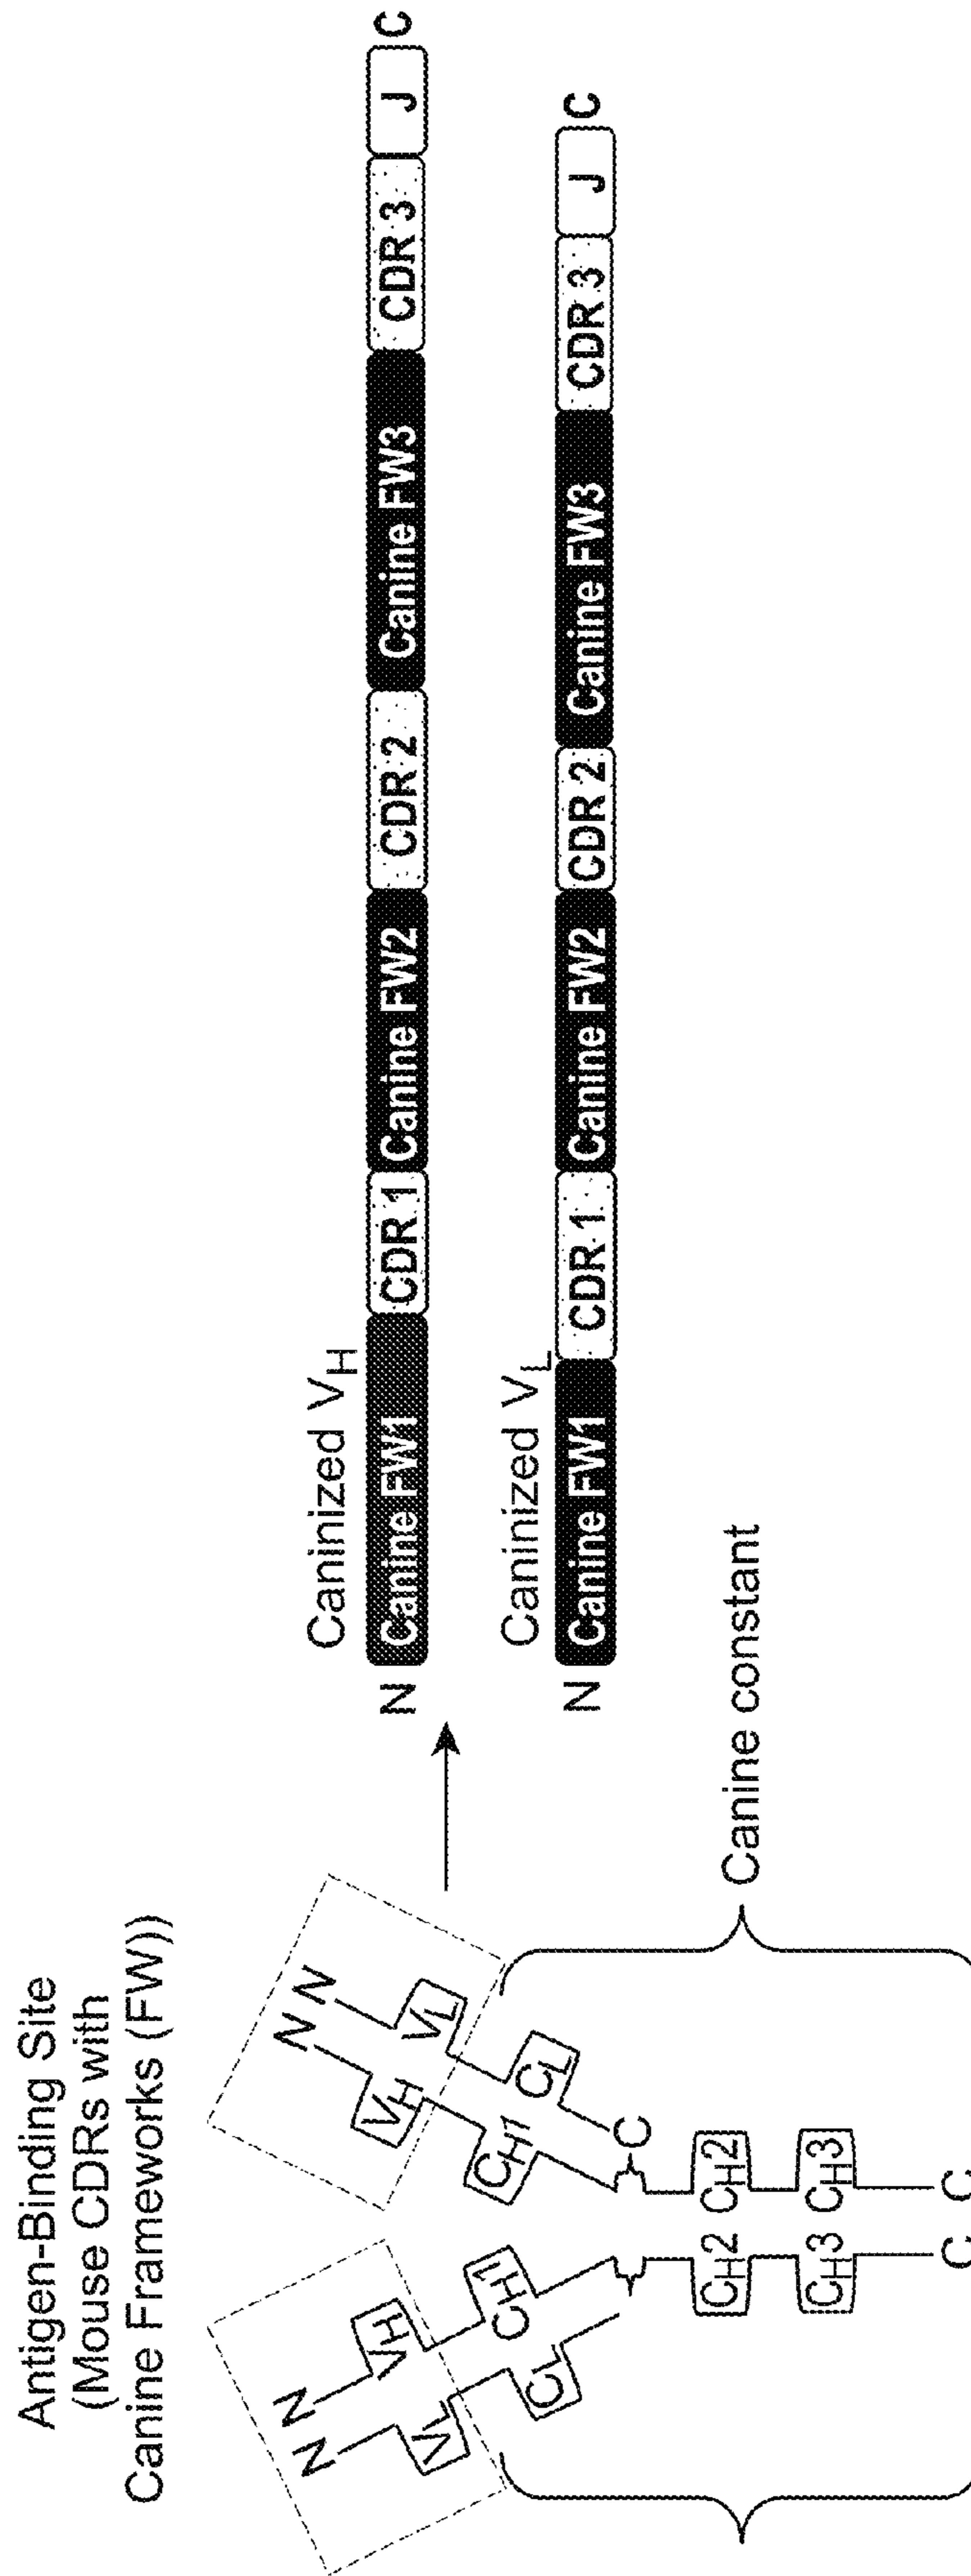 Antigen-Binding Site
(Mouse CDRs with
Canine Frameworks (FW))
N N
N N
VL VH
VH VL
CL CH1
CH1 CL
C
CH2 CH2
CH3 CH3
C C
Canine constant
Caninized VH
N Canine FW1 CDR 1 Canine FW2 CDR 2 Canine FW3 CDR 3 J C
Caninized VL
N Canine FW1 CDR 1 Canine FW2 CDR 2 Canine FW3 CDR 3 J C